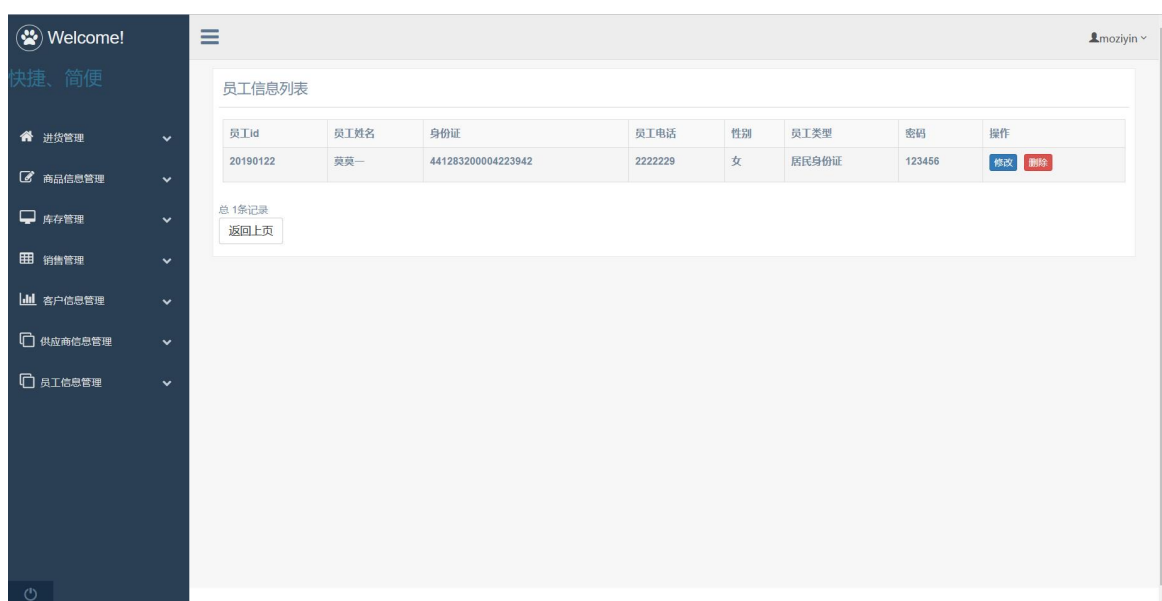 Welcome!
moziyin
快捷、简便
员工信息列表
进货管理
商品信息管理
库存管理
销售管理
客户信息管理
供应商信息管理
员工信息管理
员工id 员工姓名 身份证 员工电话 性别 员工类型 密码 操作
20190122 莫莫一 441283200004223942 2222229 女 居民身份证 123456 修改 删除
总 1条记录
返回上页